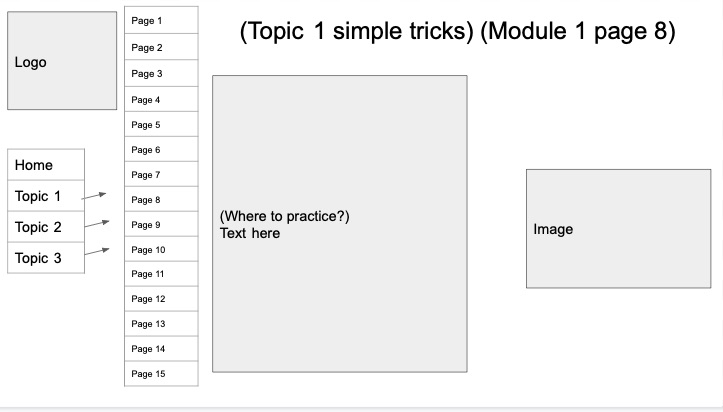 (Topic 1 simple tricks) (Module 1 page 8)
Logo
Home
Topic 1
Topic 2
Topic 3
Page 1
Page 2
Page 3
Page 4
Page 5
Page 6
Page 7
Page 8
Page 9
Page 10
Page 11
Page 12
Page 13
Page 14
Page 15
(Where to practice?)
Text here
Image